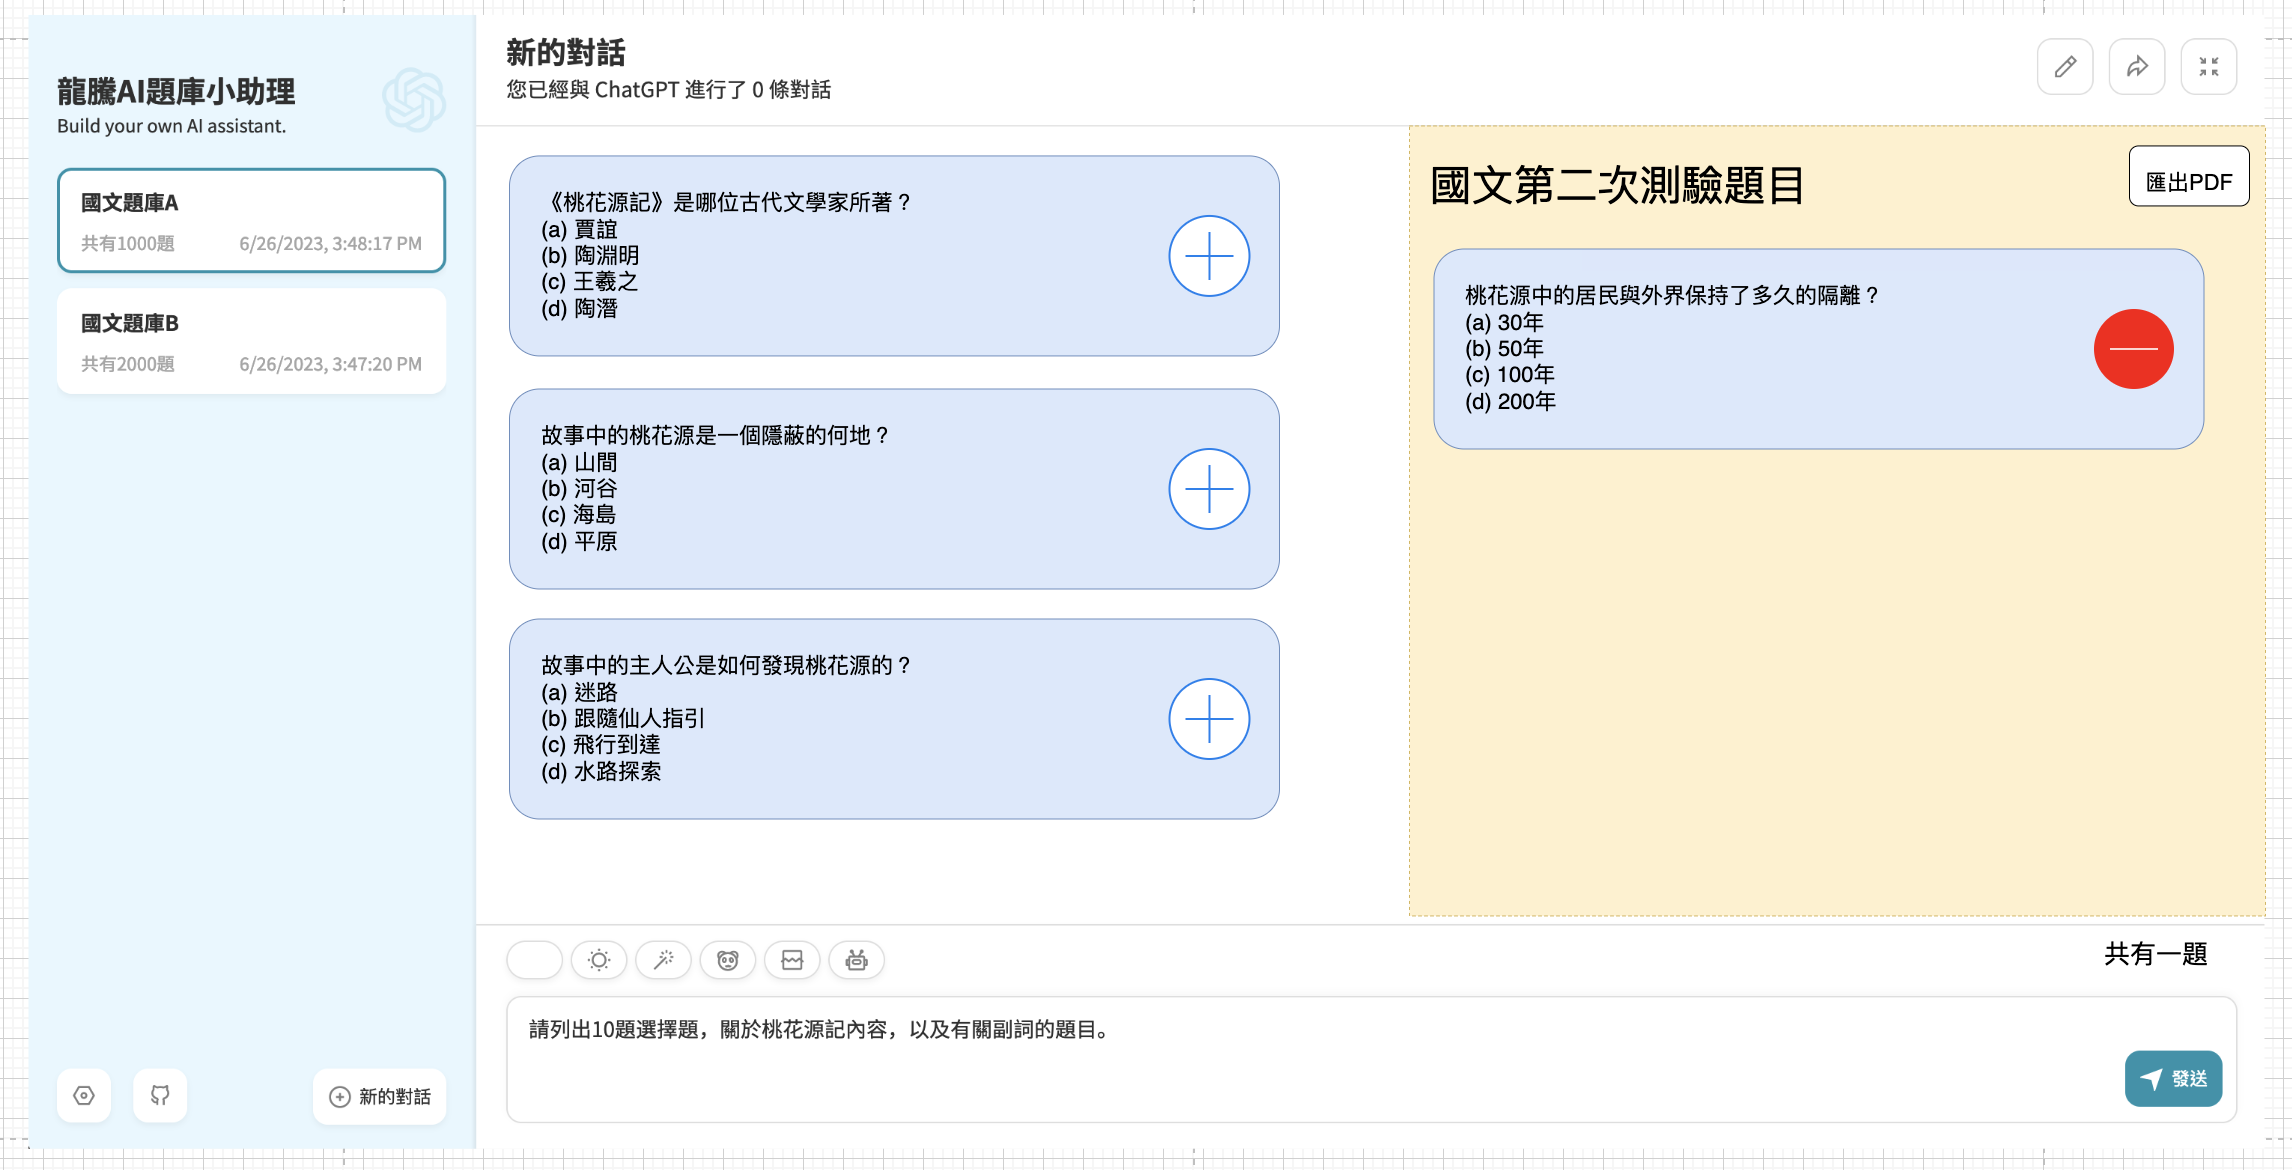 龍騰AI題庫小助理
Build your own AI assistant.
國文題庫A
共有1000題 6/26/2023, 3:48:17 PM
國文題庫B
共有2000題 6/26/2023, 3:47:20 PM
新的對話
新的對話
您已經與 ChatGPT 進行了 0 條對話
《桃花源記》是哪位古代文學家所著？
(a) 賈誼
(b) 陶淵明
(c) 王羲之
(d) 陶潛
故事中的桃花源是一個隱蔽的何地？
(a) 山間
(b) 河谷
(c) 海島
(d) 平原
故事中的主人公是如何發現桃花源的？
(a) 迷路
(b) 跟隨仙人指引
(c) 飛行到達
(d) 水路探索
國文第二次測驗題目
匯出PDF
桃花源中的居民與外界保持了多久的隔離？
(a) 30年
(b) 50年
(c) 100年
(d) 200年
共有一題
請列出10題選擇題，關於桃花源記內容，以及有關副詞的題目。
發送